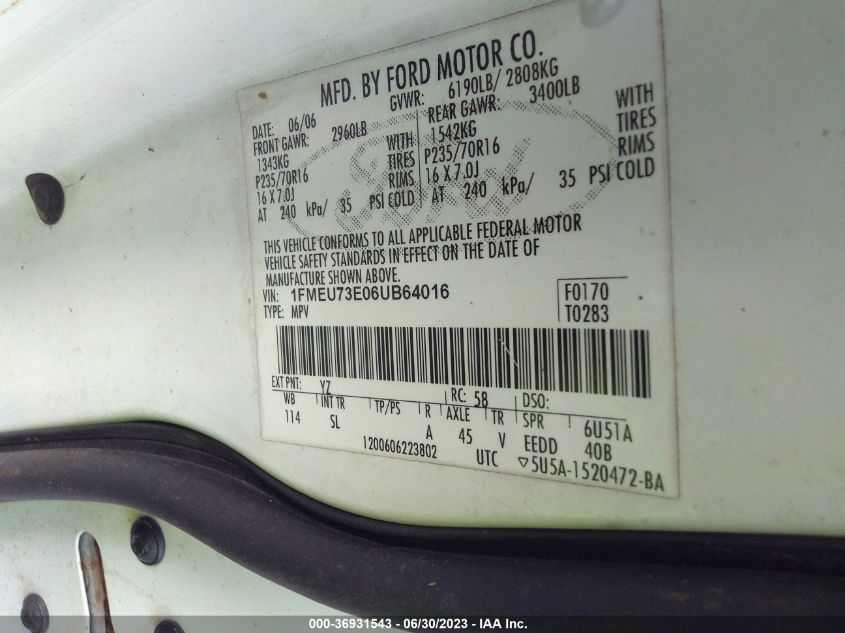 MFD. BY FORD MOTOR CO.
DATE: 06/06 GVWR: 6190LB/ 2808KG
FRONT GAWR: 2960LB REAR GAWR: 3400LB
1343KG WITH 1542KG WITH
P235/70R16 TIRES P235/70R16 TIRES
16 X 7.0J RIMS 16 X 7.0J RIMS
AT 240 kPa/ 35 PSI COLD AT 240 kPa/ 35 PSI COLD
THIS VEHICLE CONFORMS TO ALL APPLICABLE FEDERAL MOTOR
VEHICLE SAFETY STANDARDS IN EFFECT ON THE DATE OF
MANUFACTURE SHOWN ABOVE.
VIN: 1FMEU73E06UB64016 F0170
TYPE: MPV T0283
EXT PNT: YZ RC: 58 DSO:
WB INT TR TP/PS R AXLE TR SPR 6U51A
114 SL A 45 V EEDD 40B
1200606223802 UTC ▽5U5A-1520472-BA
000-36931543 - 06/30/2023 - IAA Inc.